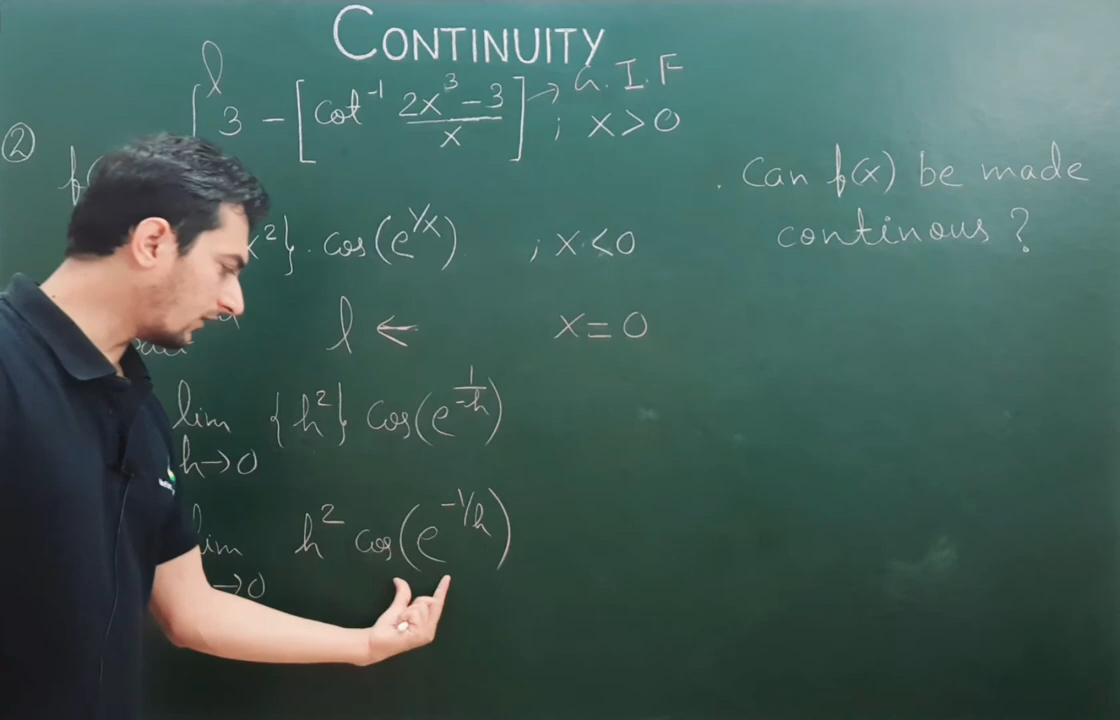 CONTINUITY
l
3 - [cot⁻¹ (2x³ - 3)/x] → G.I.F ; x > 0
②
f(
x²}. cos(e^(1/x)) ; x < 0
. Can f(x) be made
continous ?
l ← x = 0
lim h→0 {h²} cos(e^(1/-h))
lim →0 h² cos(e^(-1/h))